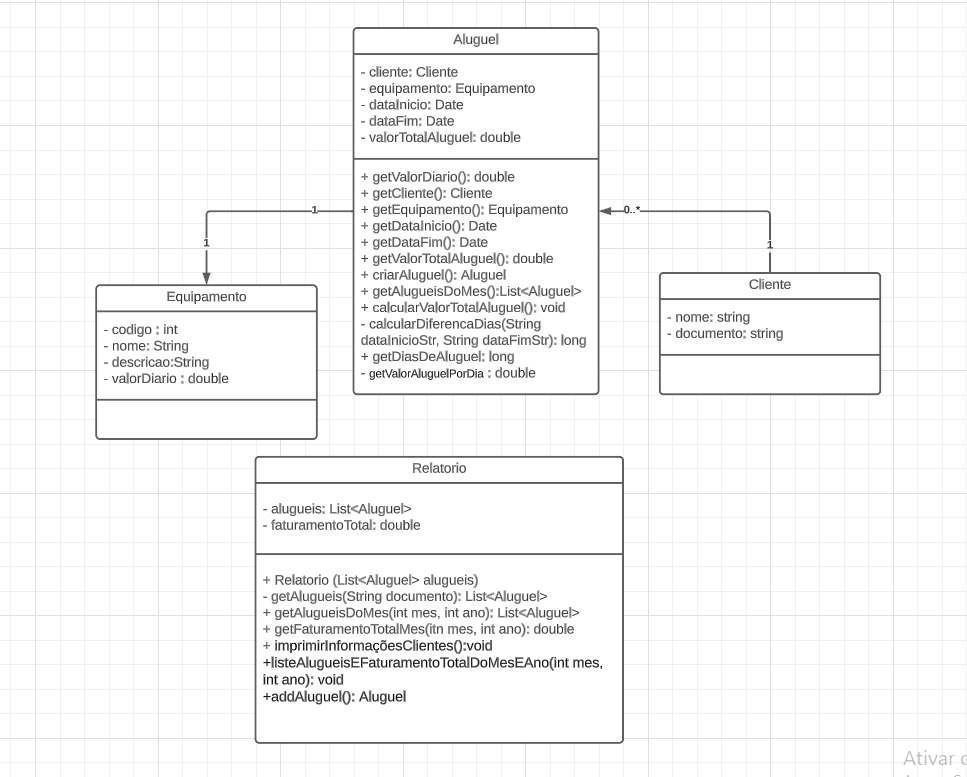 Aluguel
- cliente: Cliente
- equipamento: Equipamento
- dataInicio: Date
- dataFim: Date
- valorTotalAluguel: double
+ getValorDiario(): double
+ getCliente(): Cliente
+ getEquipamento(): Equipamento
+ getDataInicio(): Date
+ getDataFim(): Date
+ getValorTotalAluguel(): double
+ criarAluguel(): Aluguel
+ getAlugueisDoMes():List<Aluguel>
+ calcularValorTotalAluguel(): void
- calcularDiferencaDias(String
dataInicioStr, String dataFimStr): long
+ getDiasDeAluguel: long
- getValorAluguelPorDia : double
1
1
0..*
1
Equipamento
- codigo : int
- nome: String
- descricao:String
- valorDiario : double
Cliente
- nome: string
- documento: string
Relatorio
- alugueis: List<Aluguel>
- faturamentoTotal: double
+ Relatorio (List<Aluguel> alugueis)
- getAlugueis(String documento): List<Aluguel>
+ getAlugueisDoMes(int mes, int ano): List<Aluguel>
+ getFaturamentoTotalMes(itn mes, int ano): double
+ imprimirInformaçõesClientes():void
+listeAlugueisEFaturamentoTotalDoMesEAno(int mes,
int ano): void
+addAluguel(): Aluguel
Ativar